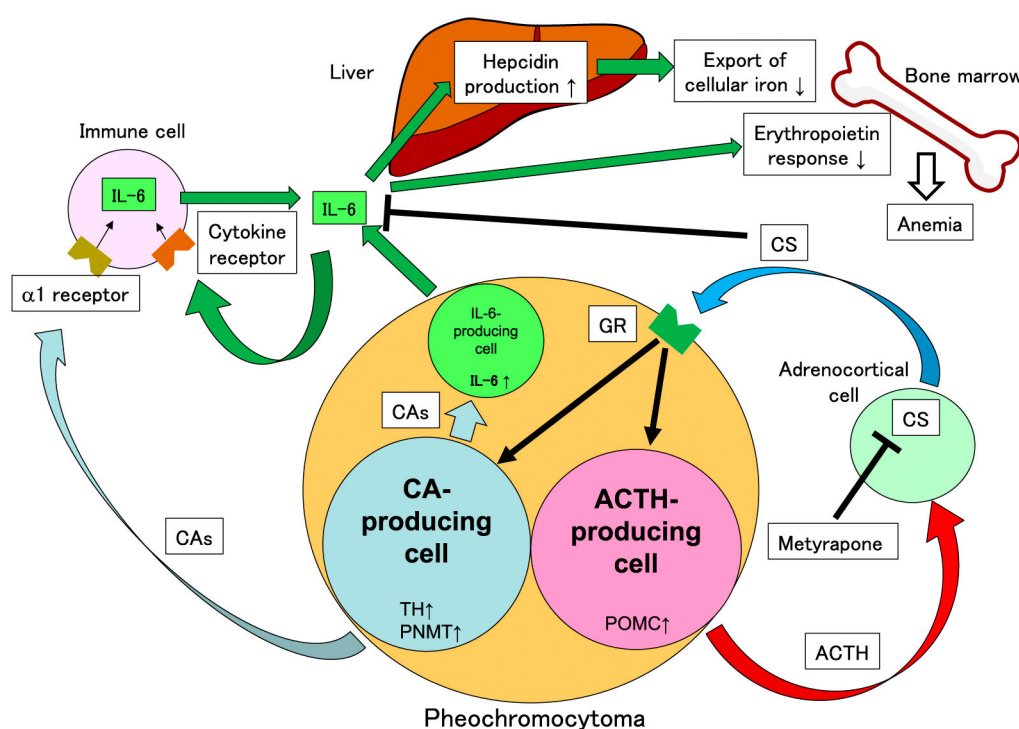 Liver
Hepcidin
production ↑
Export of
cellular iron ↓
Bone marrow
Immune cell
Erythropoietin
response ↓
IL-6
IL-6
Cytokine
receptor
Anemia
CS
α1 receptor
IL-6-
producing
cell
IL-6 ↑
GR
Adrenocortical
cell
CS
CAs
CA-
producing
cell
ACTH-
producing
cell
Metyrapone
CAs
TH↑
PNMT↑
POMC↑
ACTH
Pheochromocytoma